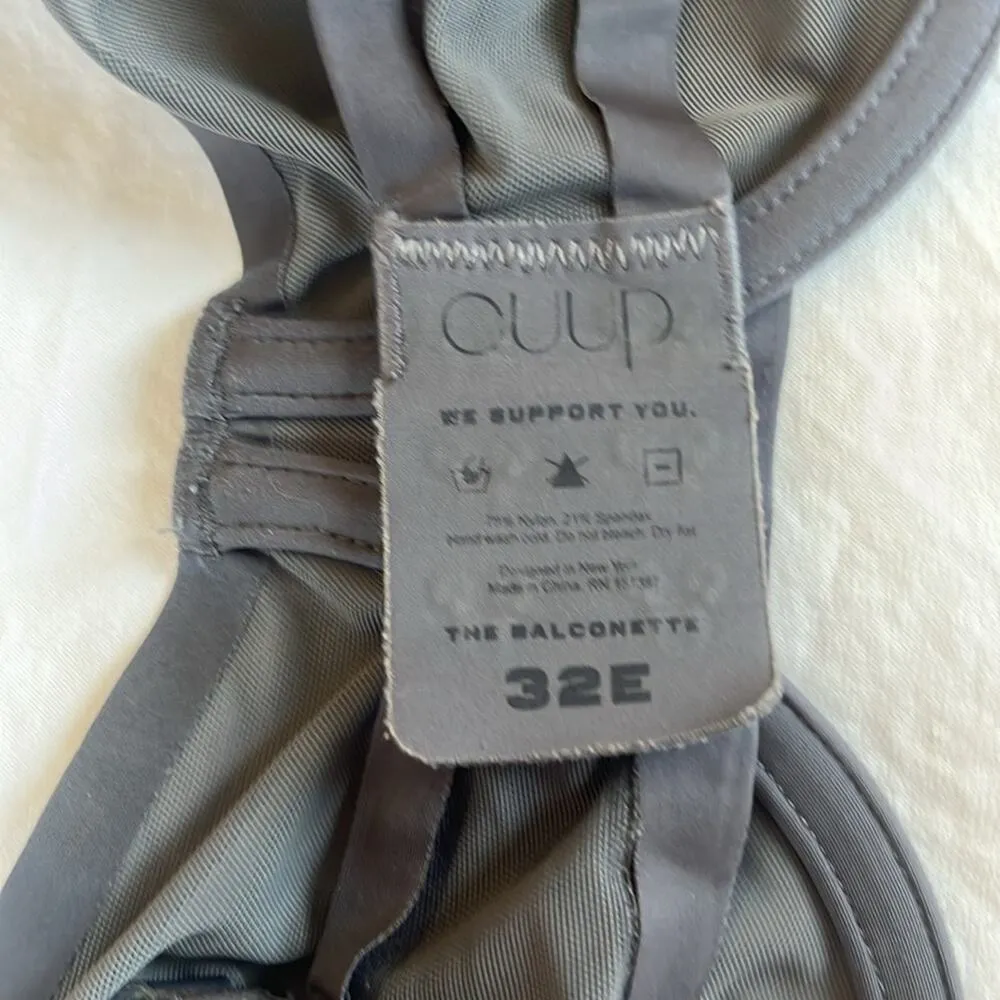 CUUP
WE SUPPORT YOU.
79% Nylon, 21% Spandex
Hand wash cold. Do not bleach. Dry flat
Designed in New York
Made in China. RN
THE BALCONETTE
32E